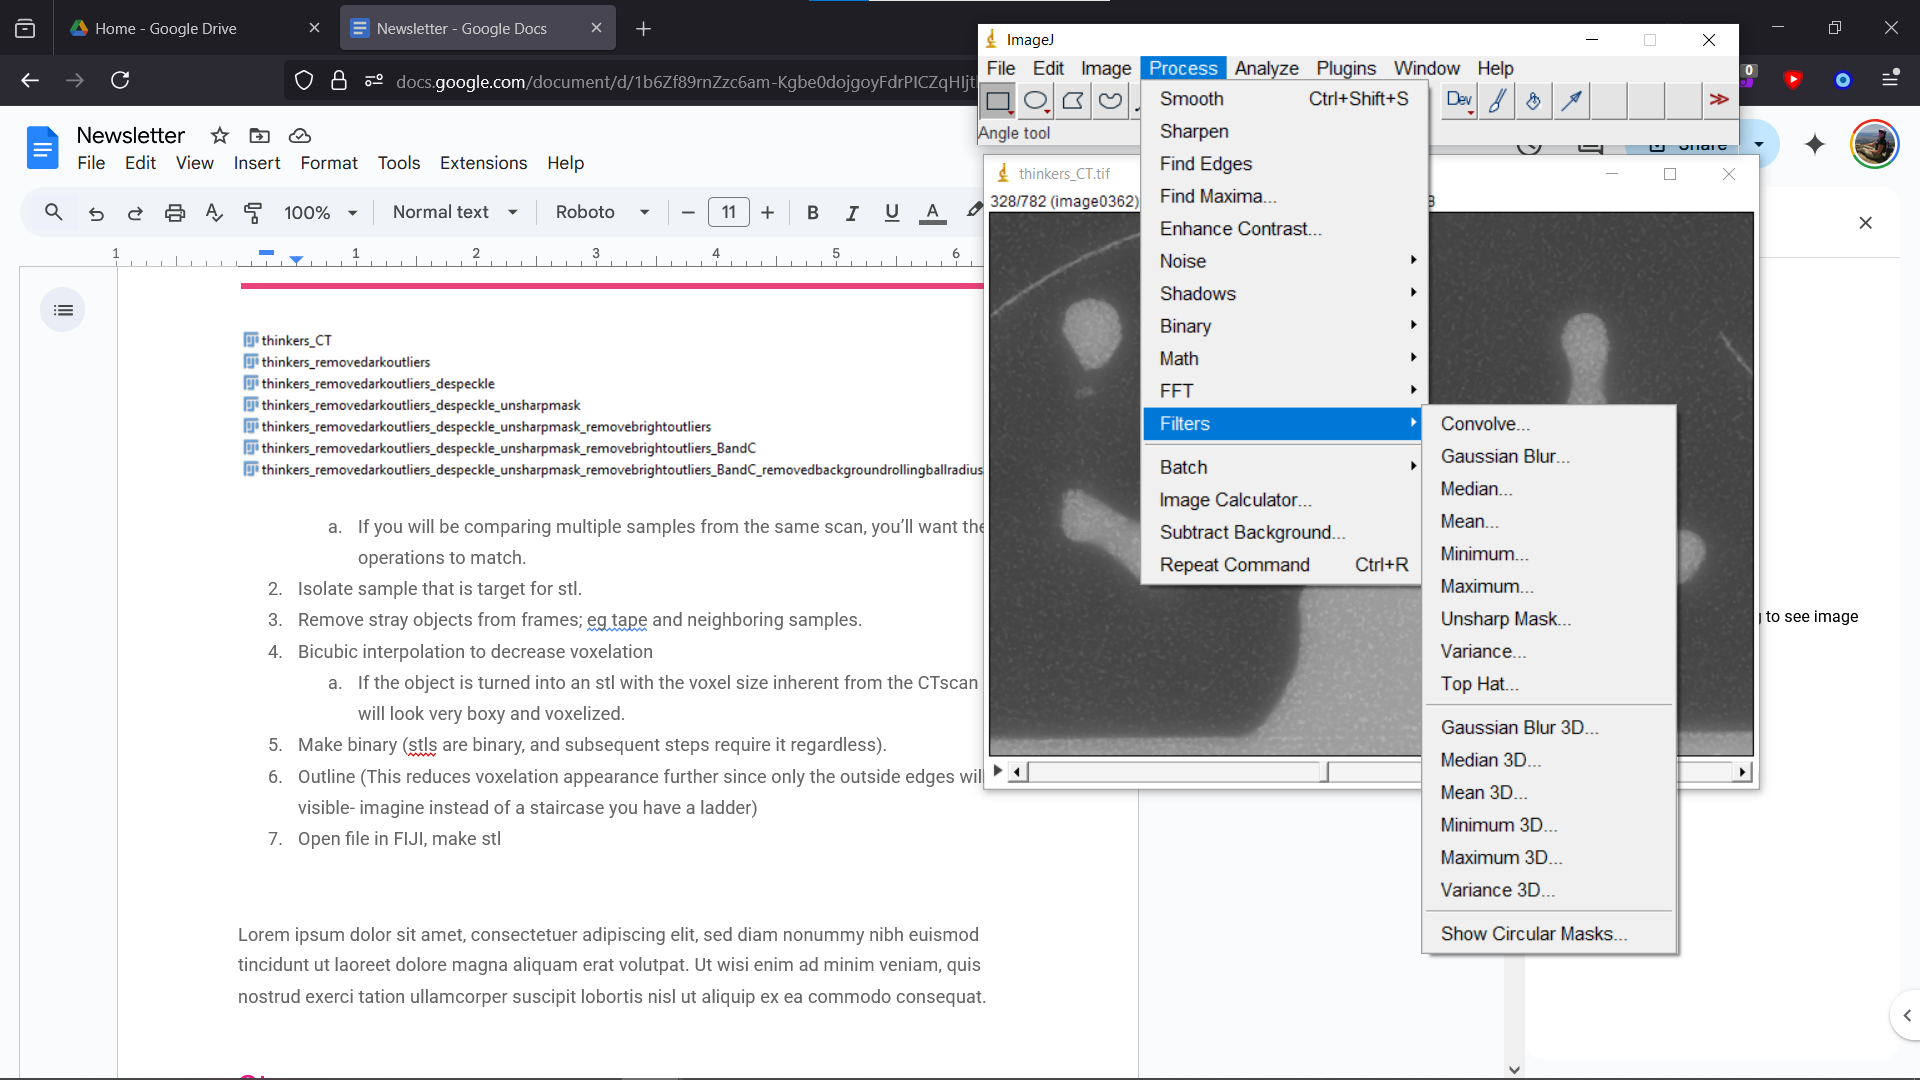 Home - Google Drive
Newsletter - Google Docs
docs.google.com/document/d/1b6Zf89rnZzc6am-Kgbe0dojgoyFdrPICZqHIjt
0
Newsletter
Share
File Edit View Insert Format Tools Extensions Help
100% Normal text Roboto 11 B I U A
1 1 2 3 4 5 6
thinkers_CT
thinkers_removedarkoutliers
thinkers_removedarkoutliers_despeckle
thinkers_removedarkoutliers_despeckle_unsharpmask
thinkers_removedarkoutliers_despeckle_unsharpmask_removebrightoutliers
thinkers_removedarkoutliers_despeckle_unsharpmask_removebrightoutliers_BandC
thinkers_removedarkoutliers_despeckle_unsharpmask_removebrightoutliers_BandC_removedbackgroundrollingballradius
a. If you will be comparing multiple samples from the same scan, you’ll want the
operations to match.
2. Isolate sample that is target for stl.
3. Remove stray objects from frames; eg tape and neighboring samples.
4. Bicubic interpolation to decrease voxelation
a. If the object is turned into an stl with the voxel size inherent from the CTscan
will look very boxy and voxelized.
5. Make binary (stls are binary, and subsequent steps require it regardless).
6. Outline (This reduces voxelation appearance further since only the outside edges will
visible- imagine instead of a staircase you have a ladder)
7. Open file in FIJI, make stl
Lorem ipsum dolor sit amet, consectetuer adipiscing elit, sed diam nonummy nibh euismod
tincidunt ut laoreet dolore magna aliquam erat volutpat. Ut wisi enim ad minim veniam, quis
nostrud exerci tation ullamcorper suscipit lobortis nisl ut aliquip ex ea commodo consequat.
ImageJ
File Edit Image Process Analyze Plugins Window Help
Dev
Angle tool
thinkers_CT.tif
328/782 (image0362)
Smooth Ctrl+Shift+S
Sharpen
Find Edges
Find Maxima...
Enhance Contrast...
Noise
Shadows
Binary
Math
FFT
Filters
Batch
Image Calculator...
Subtract Background...
Repeat Command Ctrl+R
Convolve...
Gaussian Blur...
Median...
Mean...
Minimum...
Maximum...
Unsharp Mask...
Variance...
Top Hat...
Gaussian Blur 3D...
Median 3D...
Mean 3D...
Minimum 3D...
Maximum 3D...
Variance 3D...
Show Circular Masks...
to see image